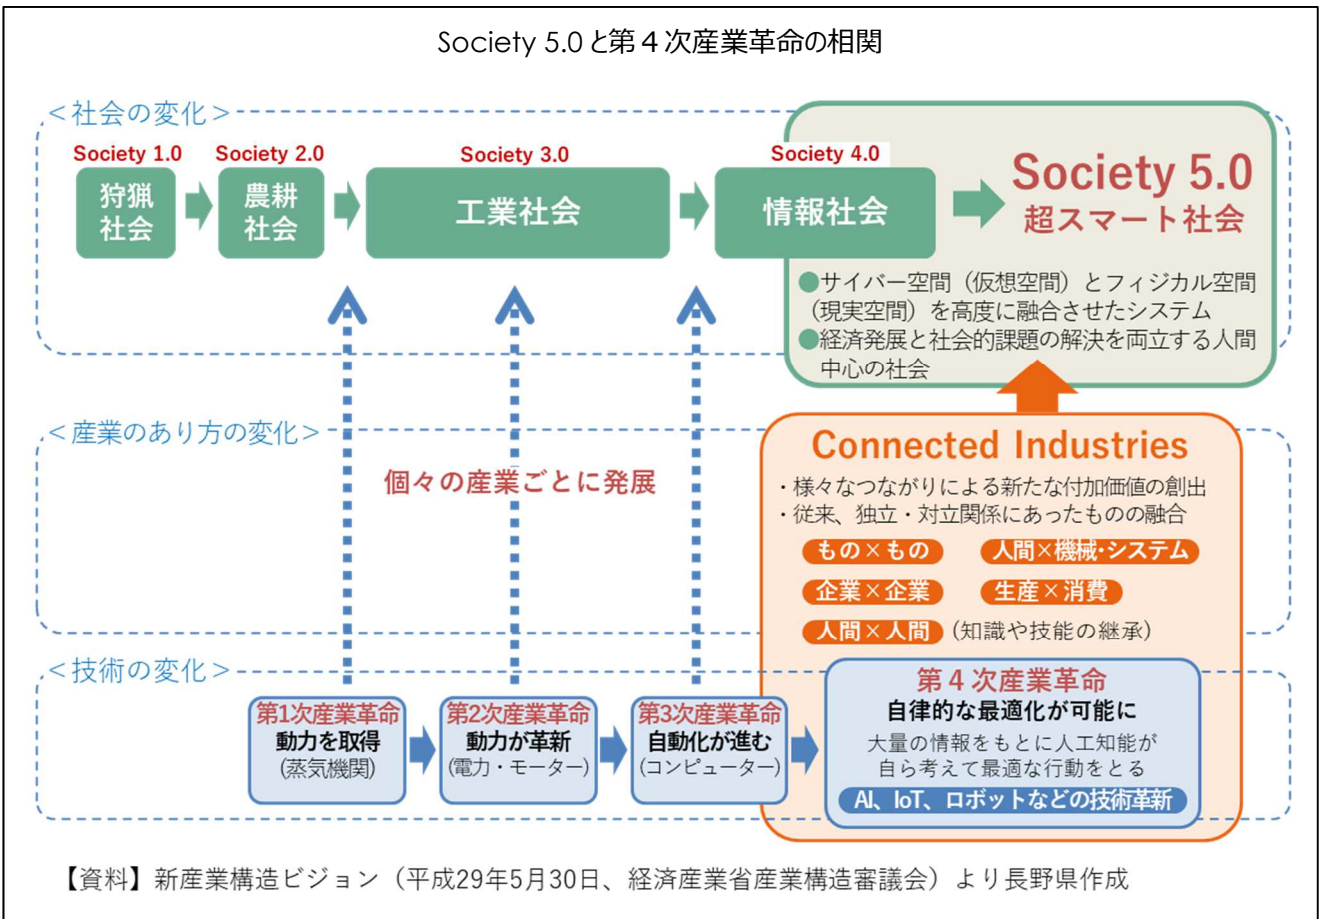 Society 5.0と第４次産業革命の相関
<社会の変化>
Society 1.0
狩猟
社会
Society 2.0
農耕
社会
Society 3.0
工業社会
Society 4.0
情報社会
Society 5.0
超スマート社会
●サイバー空間（仮想空間）とフィジカル空間
（現実空間）を高度に融合させたシステム
●経済発展と社会的課題の解決を両立する人間
中心の社会
<産業のあり方の変化>
個々の産業ごとに発展
Connected Industries
・様々なつながりによる新たな付加価値の創出
・従来、独立・対立関係にあったものの融合
もの×もの
人間×機械･システム
企業×企業
生産×消費
人間×人間 (知識や技能の継承)
<技術の変化>
第1次産業革命
動力を取得
(蒸気機関)
第2次産業革命
動力が革新
(電力・モーター)
第3次産業革命
自動化が進む
(コンピューター)
第４次産業革命
自律的な最適化が可能に
大量の情報をもとに人工知能が
自ら考えて最適な行動をとる
AI、IoT、ロボットなどの技術革新
【資料】新産業構造ビジョン（平成29年5月30日、経済産業省産業構造審議会）より長野県作成